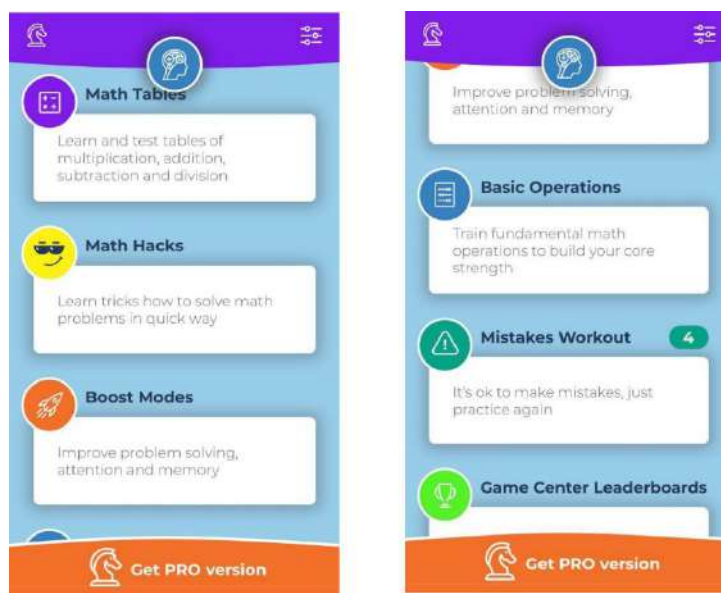 Math Tables
Learn and test tables of
multiplication, addition,
subtraction and division
Math Hacks
Learn tricks how to solve math
problems in quick way
Boost Modes
Improve problem solving,
attention and memory
Get PRO version
Improve problem solving,
attention and memory
Basic Operations
Train fundamental math
operations to build your core
strength
Mistakes Workout 4
It's ok to make mistakes, just
practice again
Game Center Leaderboards
Get PRO version